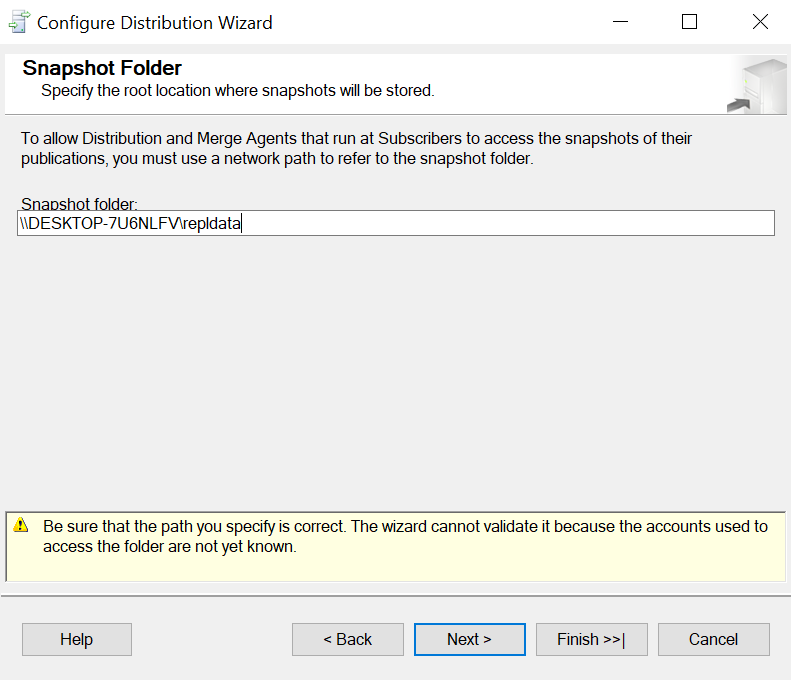 Configure Distribution Wizard
Snapshot Folder
Specify the root location where snapshots will be stored.
To allow Distribution and Merge Agents that run at Subscribers to access the snapshots of their
publications, you must use a network path to refer to the snapshot folder.
Snapshot folder:
\\DESKTOP-7U6NLFV\repldata
Be sure that the path you specify is correct. The wizard cannot validate it because the accounts used to
access the folder are not yet known.
Help
< Back
Next >
Finish >>|
Cancel